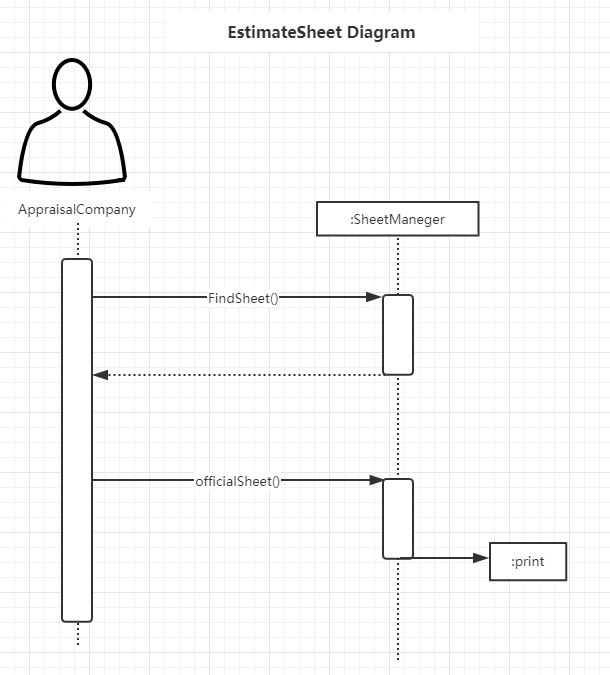 EstimateSheet Diagram
AppraisalCompany
:SheetManeger
FindSheet()
officialSheet()
:print